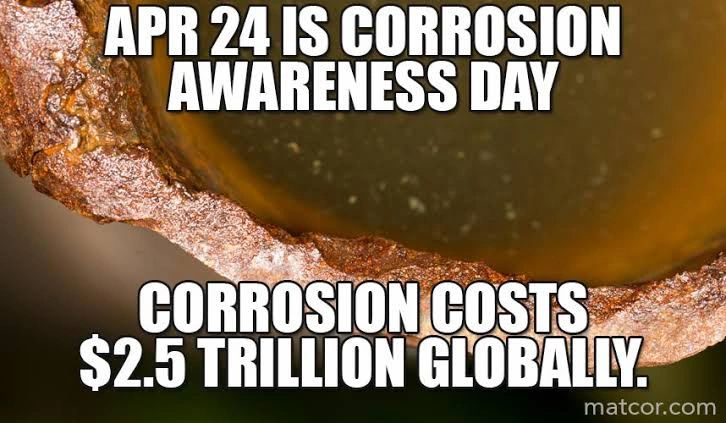 APR 24 IS CORROSION
AWARENESS DAY
CORROSION COSTS
$2.5 TRILLION GLOBALLY.
matcor.com